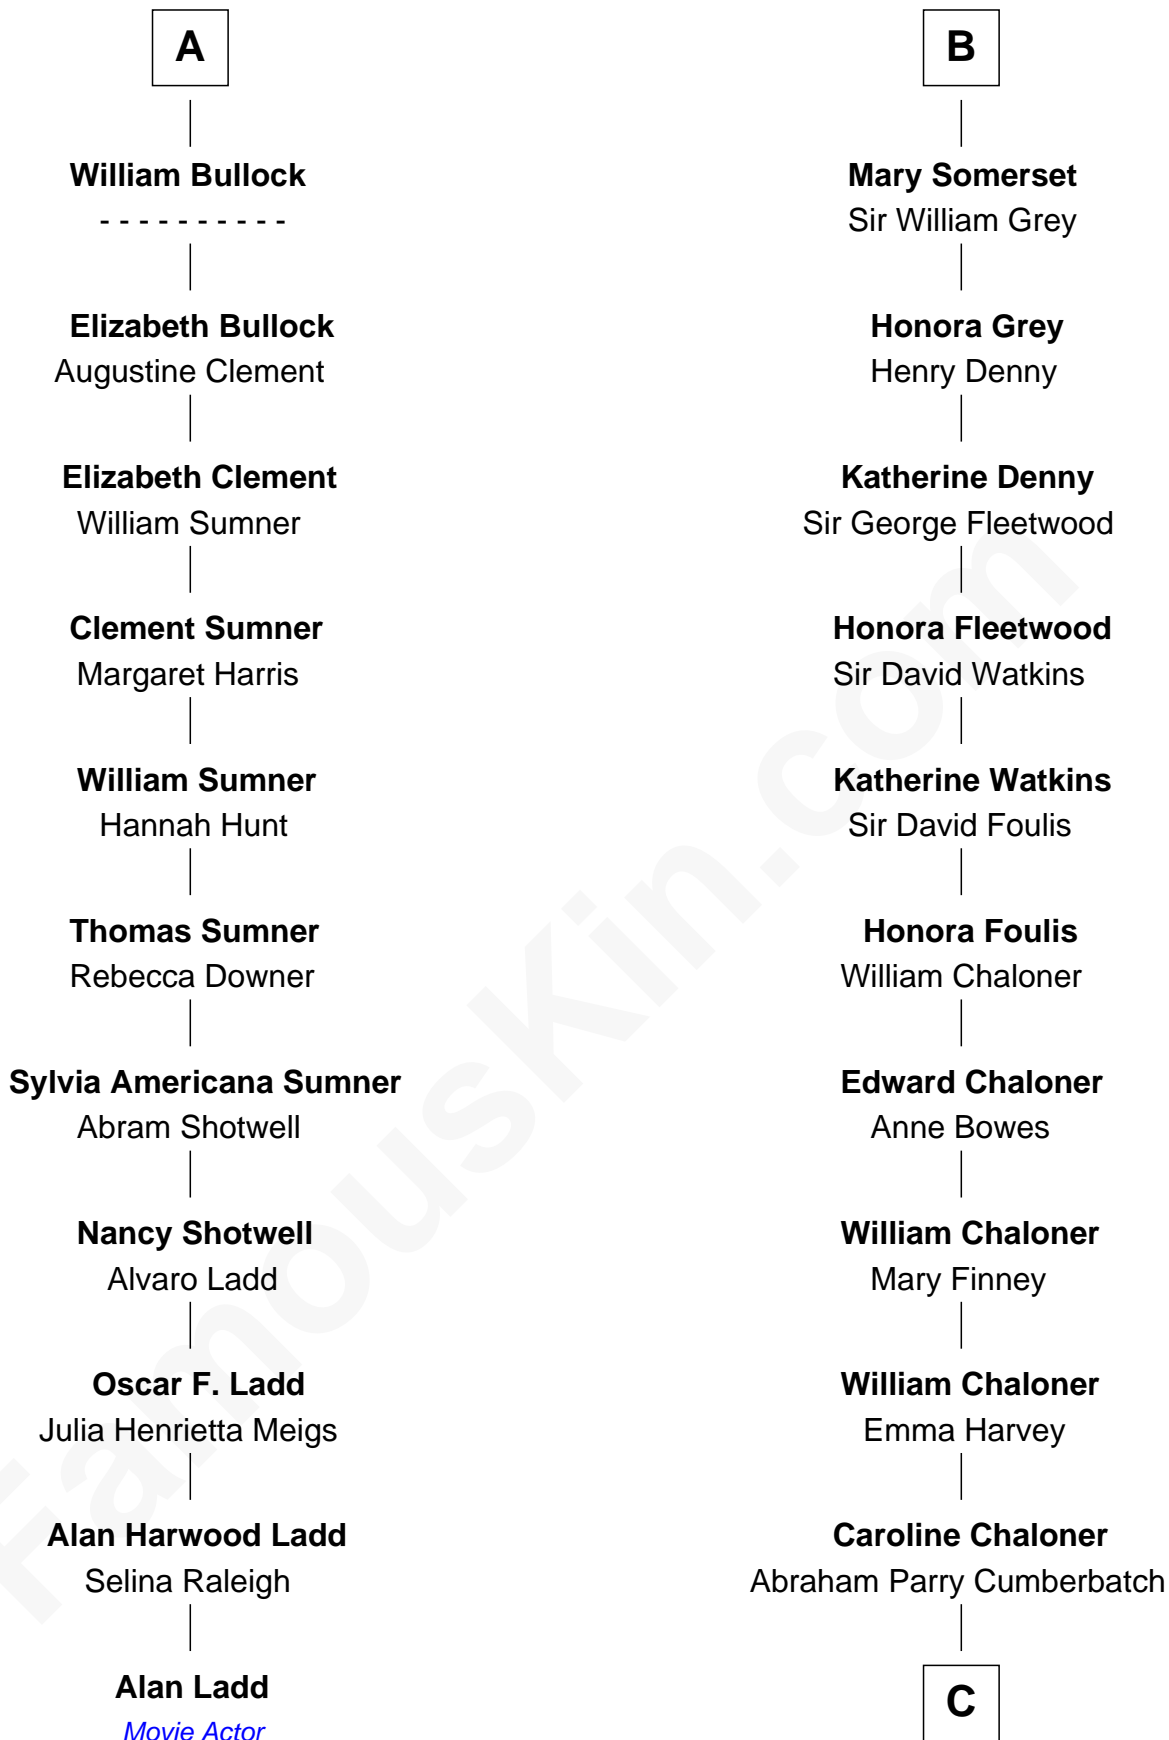 A
William Bullock
- - - - - - - - - -
Elizabeth Bullock
Augustine Clement
Elizabeth Clement
William Sumner
Clement Sumner
Margaret Harris
William Sumner
Hannah Hunt
Thomas Sumner
Rebecca Downer
Sylvia Americana Sumner
Abram Shotwell
Nancy Shotwell
Alvaro Ladd
Oscar F. Ladd
Julia Henrietta Meigs
Alan Harwood Ladd
Selina Raleigh
Alan Ladd
Movie Actor
B
Mary Somerset
Sir William Grey
Honora Grey
Henry Denny
Katherine Denny
Sir George Fleetwood
Honora Fleetwood
Sir David Watkins
Katherine Watkins
Sir David Foulis
Honora Foulis
William Chaloner
Edward Chaloner
Anne Bowes
William Chaloner
Mary Finney
William Chaloner
Emma Harvey
Caroline Chaloner
Abraham Parry Cumberbatch
C
FamousKin.com